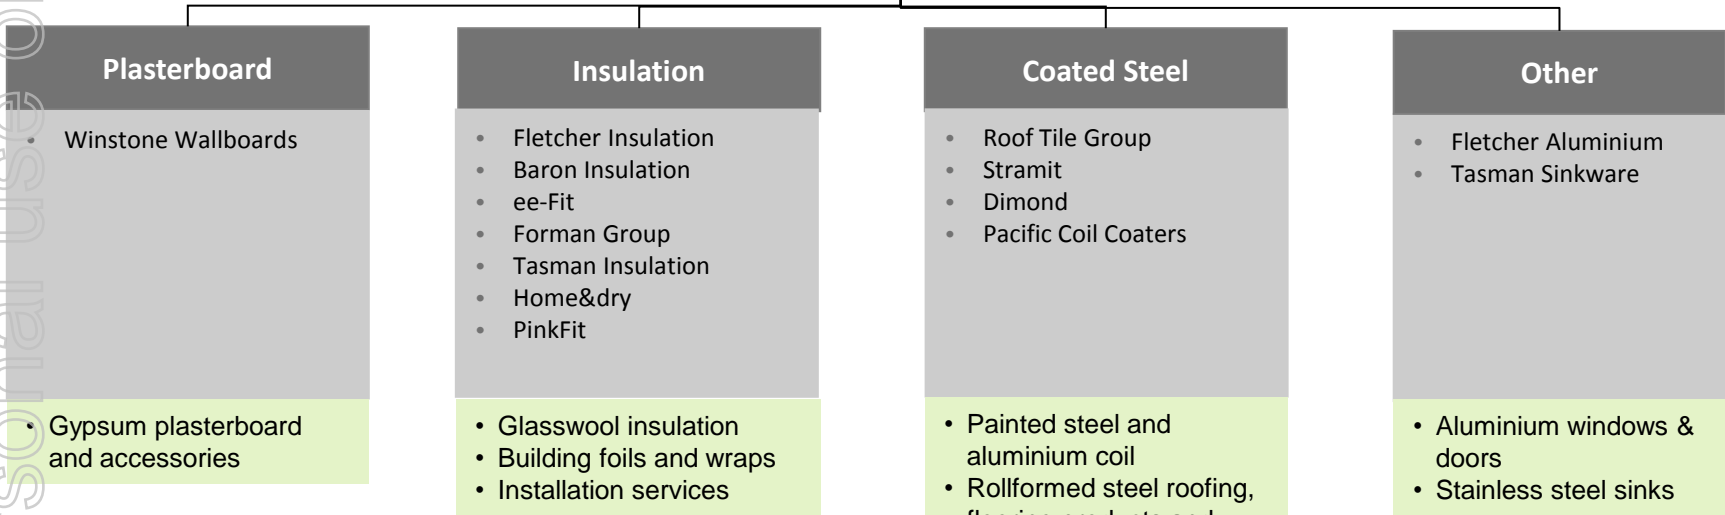 Plasterboard
• Winstone Wallboards
• Gypsum plasterboard
and accessories
Insulation
• Fletcher Insulation
• Baron Insulation
• ee-Fit
• Forman Group
• Tasman Insulation
• Home&dry
• PinkFit
• Glasswool insulation
• Building foils and wraps
• Installation services
Coated Steel
• Roof Tile Group
• Stramit
• Dimond
• Pacific Coil Coaters
• Painted steel and
aluminium coil
• Rollformed steel roofing,
Other
• Fletcher Aluminium
• Tasman Sinkware
• Aluminium windows &
doors
• Stainless steel sinks
sonal use o